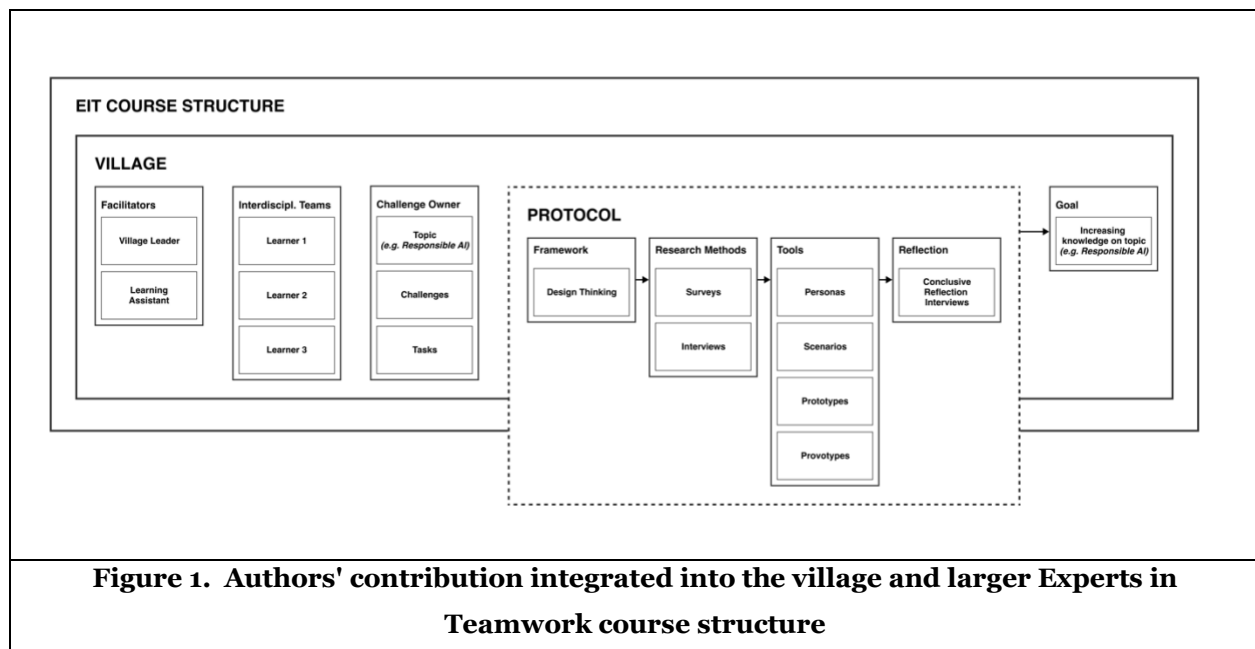 EIT COURSE STRUCTURE
VILLAGE
Facilitators
Village Leader
Learning
Assistant
Interdiscipl. Teams
Learner 1
Learner 2
Learner 3
Challenge Owner
Topic
(e.g. Responsible AI)
Challenges
Tasks
PROTOCOL
Framework
Design Thinking
Research Methods
Surveys
Interviews
Tools
Personas
Scenarios
Prototypes
Provotypes
Reflection
Conclusive
Reflection
Interviews
Goal
Increasing
knowledge on topic
(e.g. Responsible AI)
Figure 1. Authors' contribution integrated into the village and larger Experts in
Teamwork course structure